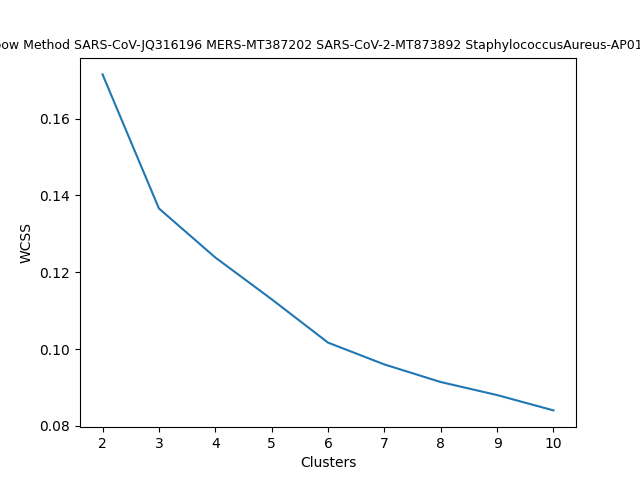 ow Method SARS-CoV-JQ316196 MERS-MT387202 SARS-CoV-2-MT873892 StaphylococcusAureus-AP01
0.16
0.14
0.12
0.10
0.08
WCSS
2 3 4 5 6 7 8 9 10
Clusters